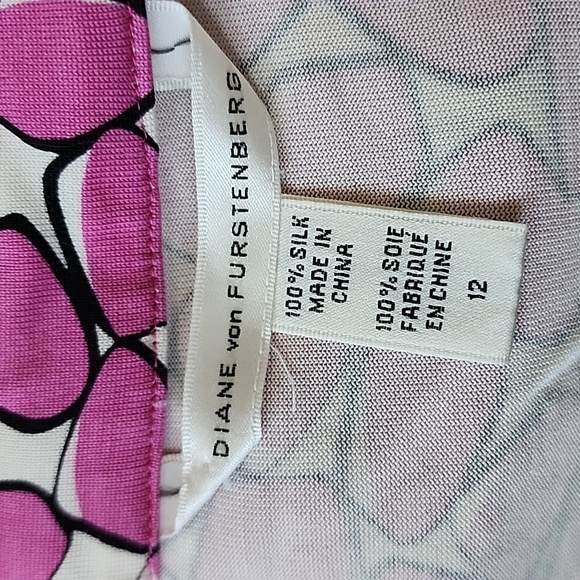 DIANE von FURSTENBERG
100% SILK
MADE IN
CHINA
100% SOIE
FABRIQUÉ
EN CHINE
12